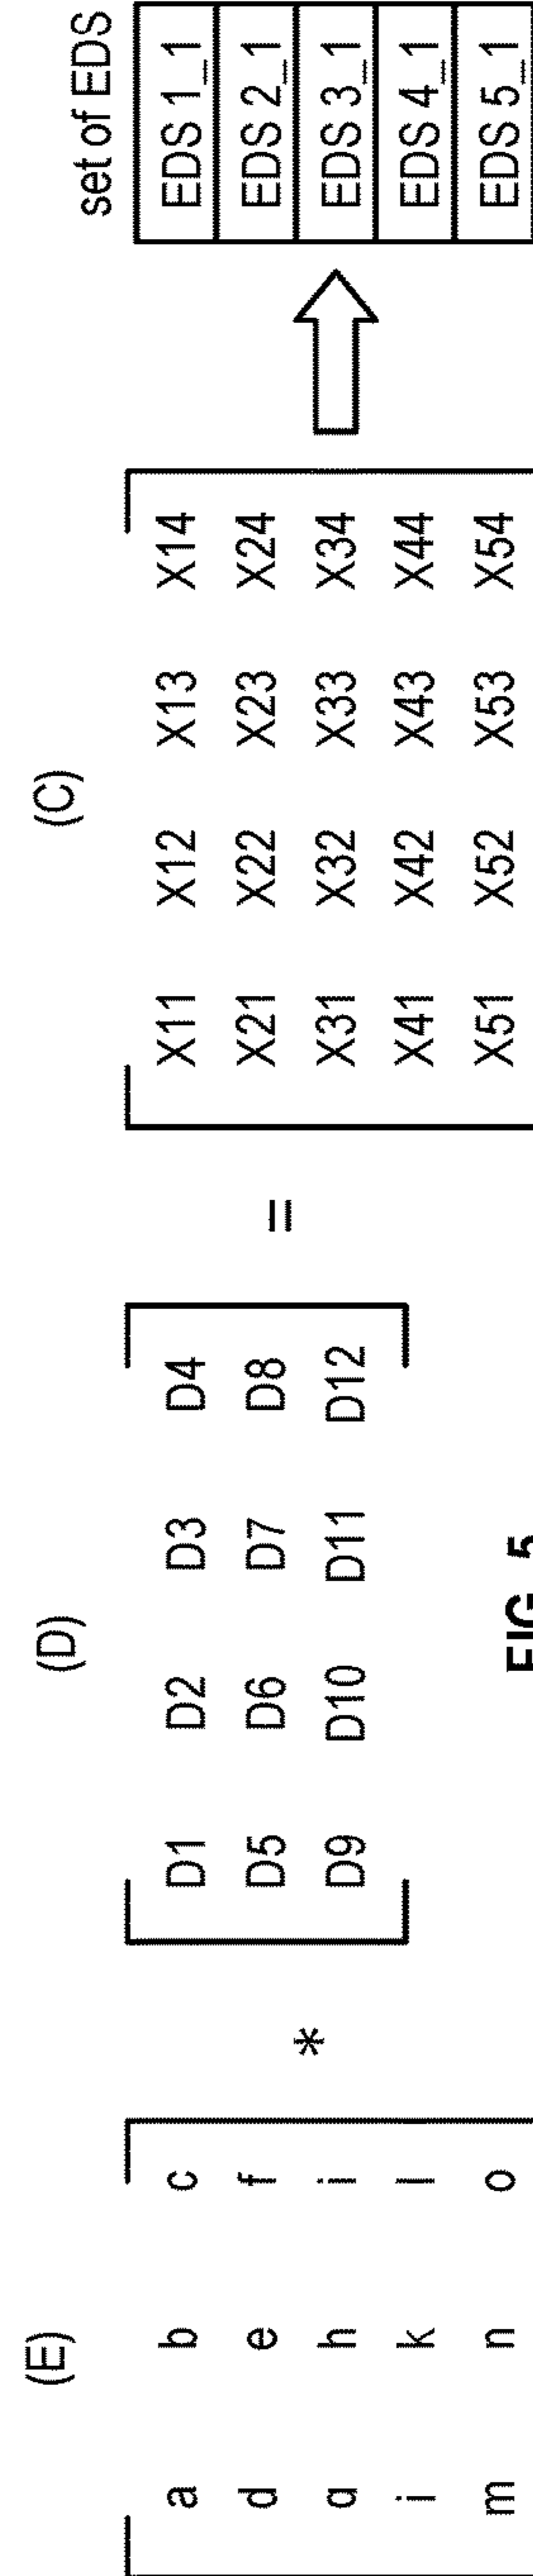 (E) (D) (C) set of EDS
a b c D1 D2 D3 D4 X11 X12 X13 X14 EDS 1_1
d e f D5 D6 D7 D8 X21 X22 X23 X24 EDS 2_1
* =
g h i D9 D10 D11 D12 X31 X32 X33 X34 EDS 3_1
j k l X41 X42 X43 X44 EDS 4_1
m n o X51 X52 X53 X54 EDS 5_1
FIG. 5